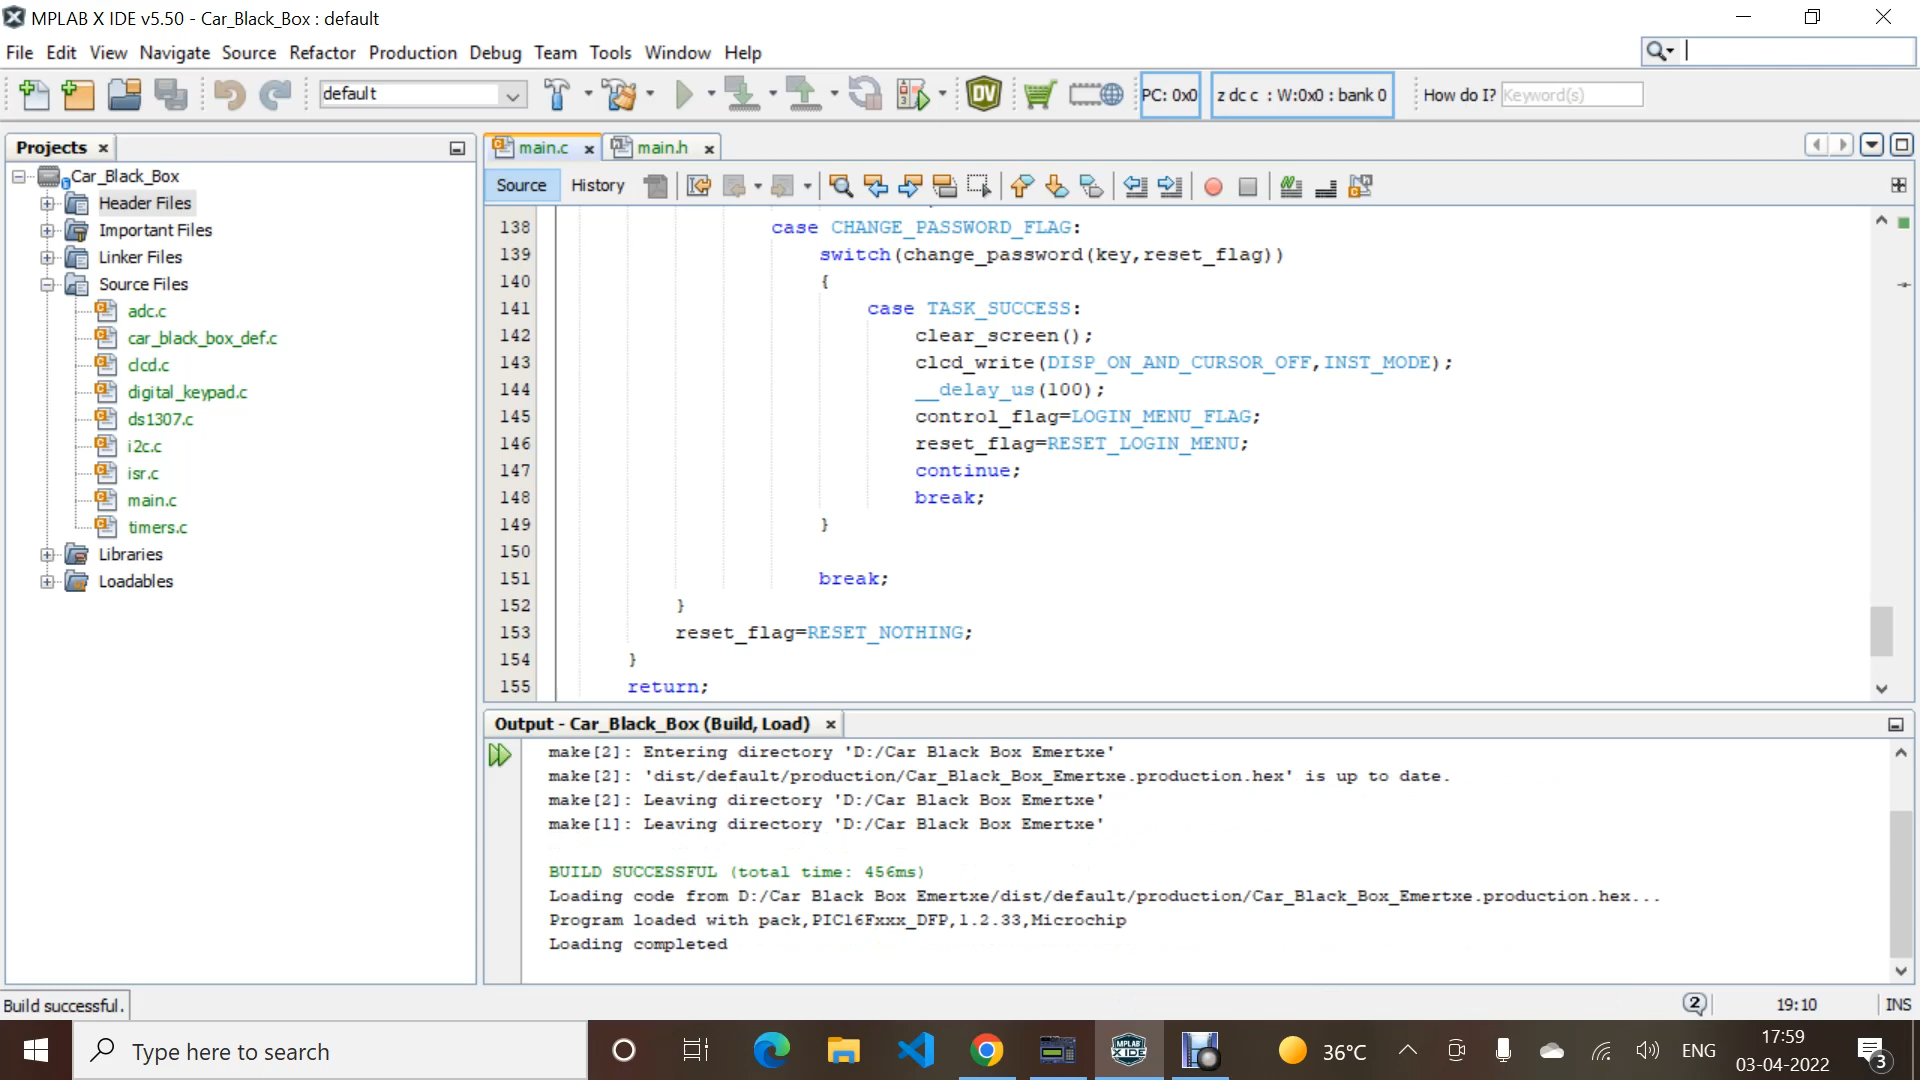 MPLAB X IDE v5.50 - Car_Black_Box : default
File Edit View Navigate Source Refactor Production Debug Team Tools Window Help
default
PC: 0x0
z dc c : W:0x0 : bank 0
How do I? Keyword(s)
Projects
main.c
main.h
Source History
Car_Black_Box
Header Files
Important Files
Linker Files
Source Files
adc.c
car_black_box_def.c
clcd.c
digital_keypad.c
ds1307.c
i2c.c
isr.c
main.c
timers.c
Libraries
Loadables
138 case CHANGE_PASSWORD_FLAG:
139 switch(change_password(key,reset_flag))
140 {
141 case TASK_SUCCESS:
142 clear_screen();
143 clcd_write(DISP_ON_AND_CURSOR_OFF,INST_MODE);
144 __delay_us(100);
145 control_flag=LOGIN_MENU_FLAG;
146 reset_flag=RESET_LOGIN_MENU;
147 continue;
148 break;
149 }
150
151 break;
152 }
153 reset_flag=RESET_NOTHING;
154 }
155 return;
Output - Car_Black_Box (Build, Load)
make[2]: Entering directory 'D:/Car Black Box Emertxe'
make[2]: 'dist/default/production/Car_Black_Box_Emertxe.production.hex' is up to date.
make[2]: Leaving directory 'D:/Car Black Box Emertxe'
make[1]: Leaving directory 'D:/Car Black Box Emertxe'
BUILD SUCCESSFUL (total time: 456ms)
Loading code from D:/Car Black Box Emertxe/dist/default/production/Car_Black_Box_Emertxe.production.hex...
Program loaded with pack,PIC16Fxxx_DFP,1.2.33,Microchip
Loading completed
Build successful.
2
19:10
INS
Type here to search
MPLAB
X IDE
36°C
ENG
17:59
03-04-2022
3